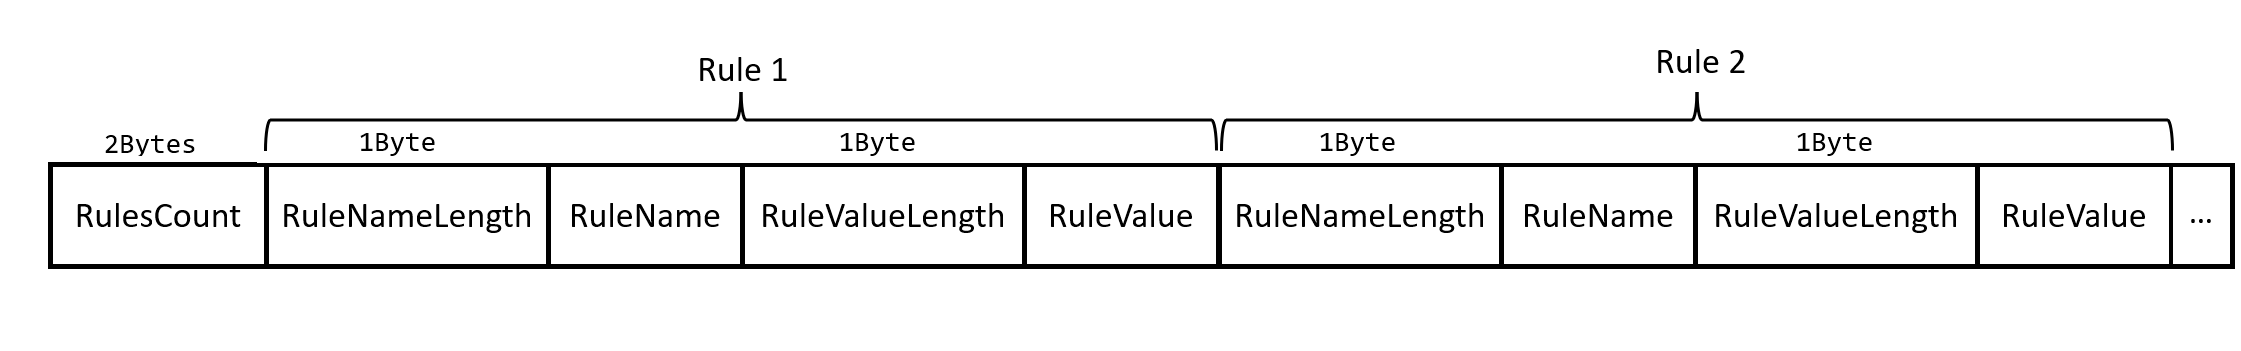 Rule 1
Rule 2
2Bytes 1Byte 1Byte 1Byte 1Byte
RulesCount RuleNameLength RuleName RuleValueLength RuleValue RuleNameLength RuleName RuleValueLength RuleValue ...